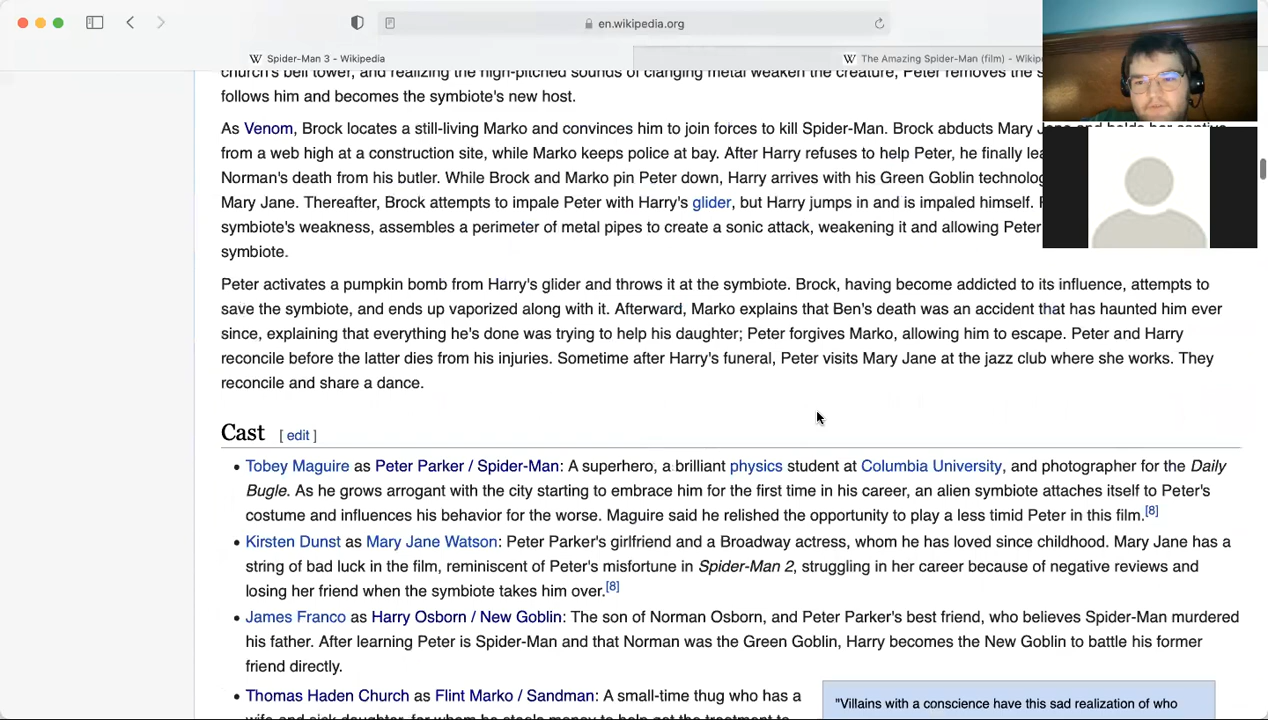 en.wikipedia.org
Spider-Man 3 - Wikipedia
The Amazing Spider-Man (film) - Wikip
church's bell tower, and realizing the high-pitched sounds of clanging metal weaken the creature, Peter removes the s
follows him and becomes the symbiote's new host.
As Venom, Brock locates a still-living Marko and convinces him to join forces to kill Spider-Man. Brock abducts Mary Jane and holds her captive
from a web high at a construction site, while Marko keeps police at bay. After Harry refuses to help Peter, he finally lea
Norman's death from his butler. While Brock and Marko pin Peter down, Harry arrives with his Green Goblin technolog
Mary Jane. Thereafter, Brock attempts to impale Peter with Harry's glider, but Harry jumps in and is impaled himself.
symbiote's weakness, assembles a perimeter of metal pipes to create a sonic attack, weakening it and allowing Peter
symbiote.
Peter activates a pumpkin bomb from Harry's glider and throws it at the symbiote. Brock, having become addicted to its influence, attempts to
save the symbiote, and ends up vaporized along with it. Afterward, Marko explains that Ben's death was an accident that has haunted him ever
since, explaining that everything he's done was trying to help his daughter; Peter forgives Marko, allowing him to escape. Peter and Harry
reconcile before the latter dies from his injuries. Sometime after Harry's funeral, Peter visits Mary Jane at the jazz club where she works. They
reconcile and share a dance.
Cast [ edit ]
• Tobey Maguire as Peter Parker / Spider-Man: A superhero, a brilliant physics student at Columbia University, and photographer for the Daily
Bugle. As he grows arrogant with the city starting to embrace him for the first time in his career, an alien symbiote attaches itself to Peter's
costume and influences his behavior for the worse. Maguire said he relished the opportunity to play a less timid Peter in this film.[8]
• Kirsten Dunst as Mary Jane Watson: Peter Parker's girlfriend and a Broadway actress, whom he has loved since childhood. Mary Jane has a
string of bad luck in the film, reminiscent of Peter's misfortune in Spider-Man 2, struggling in her career because of negative reviews and
losing her friend when the symbiote takes him over.[8]
• James Franco as Harry Osborn / New Goblin: The son of Norman Osborn, and Peter Parker's best friend, who believes Spider-Man murdered
his father. After learning Peter is Spider-Man and that Norman was the Green Goblin, Harry becomes the New Goblin to battle his former
friend directly.
• Thomas Haden Church as Flint Marko / Sandman: A small-time thug who has a
wife and sick daughter, for whom he steals money to help get the treatment to
"Villains with a conscience have this sad realization of who